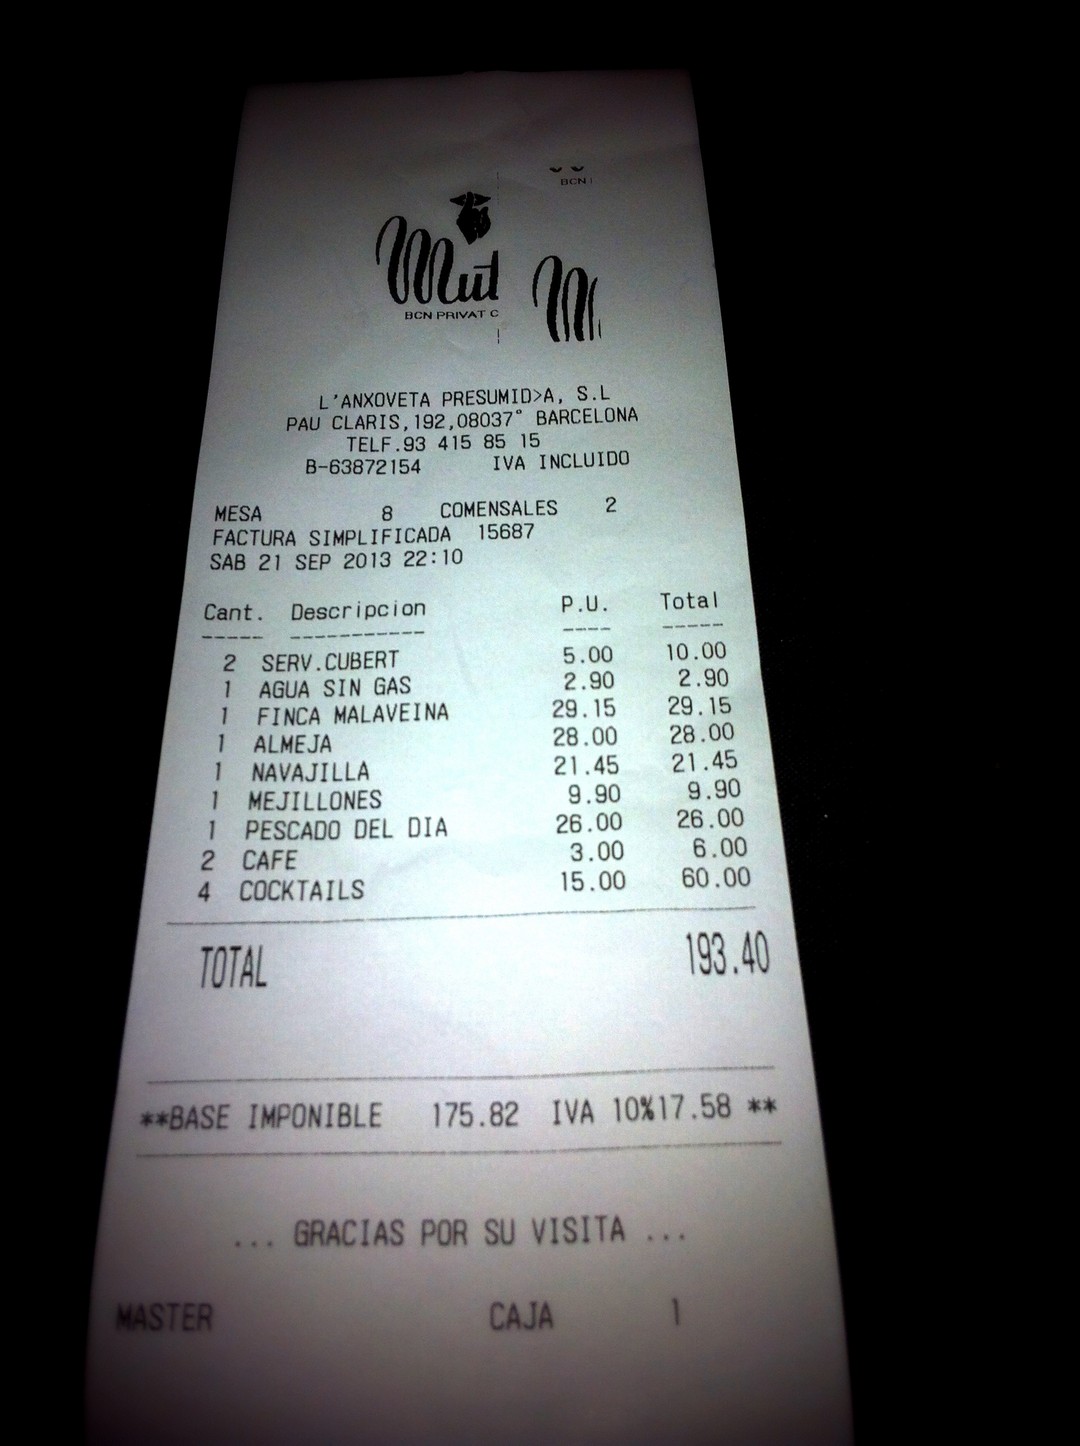 BCN
Mut
BCN PRIVAT C
L'ANXOVETA PRESUMID>A, S.L
PAU CLARIS,192,08037° BARCELONA
TELF.93 415 85 15
B-63872154 IVA INCLUIDO
MESA 8 COMENSALES 2
FACTURA SIMPLIFICADA 15687
SAB 21 SEP 2013 22:10
Cant. Descripcion P.U. Total
2 SERV.CUBERT 5.00 10.00
1 AGUA SIN GAS 2.90 2.90
1 FINCA MALAVEINA 29.15 29.15
1 ALMEJA 28.00 28.00
1 NAVAJILLA 21.45 21.45
1 MEJILLONES 9.90 9.90
1 PESCADO DEL DIA 26.00 26.00
2 CAFE 3.00 6.00
4 COCKTAILS 15.00 60.00
TOTAL 193.40
**BASE IMPONIBLE 175.82 IVA 10%17.58 **
... GRACIAS POR SU VISITA ...
MASTER CAJA 1